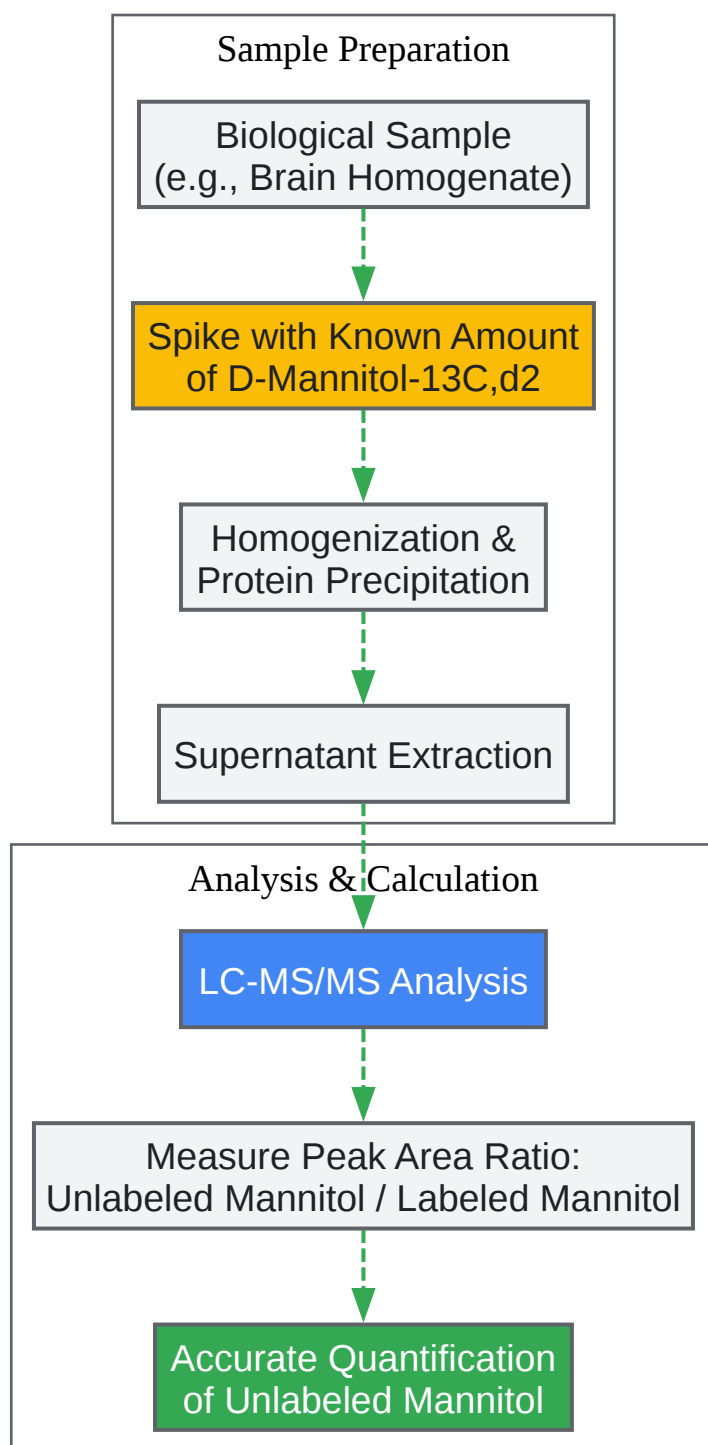 Sample Preparation
Biological Sample
(e.g., Brain Homogenate)
Spike with Known Amount
of D-Mannitol-13C,d2
Homogenization &
Protein Precipitation
Supernatant Extraction
Analysis & Calculation
LC-MS/MS Analysis
Measure Peak Area Ratio:
Unlabeled Mannitol / Labeled Mannitol
Accurate Quantification
of Unlabeled Mannitol